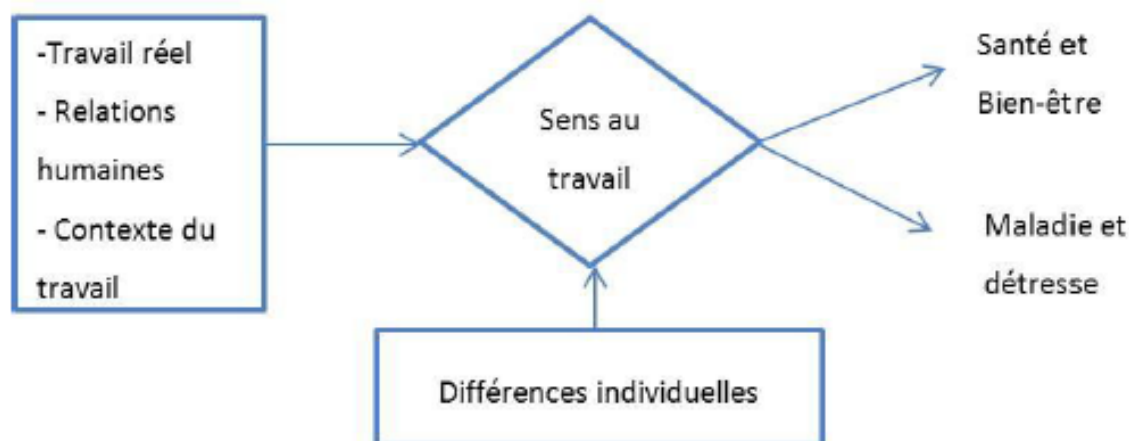 -Travail réel
- Relations
humaines
- Contexte du
travail
Sens au
travail
Santé et
Bien-être
Maladie et
détresse
Différences individuelles